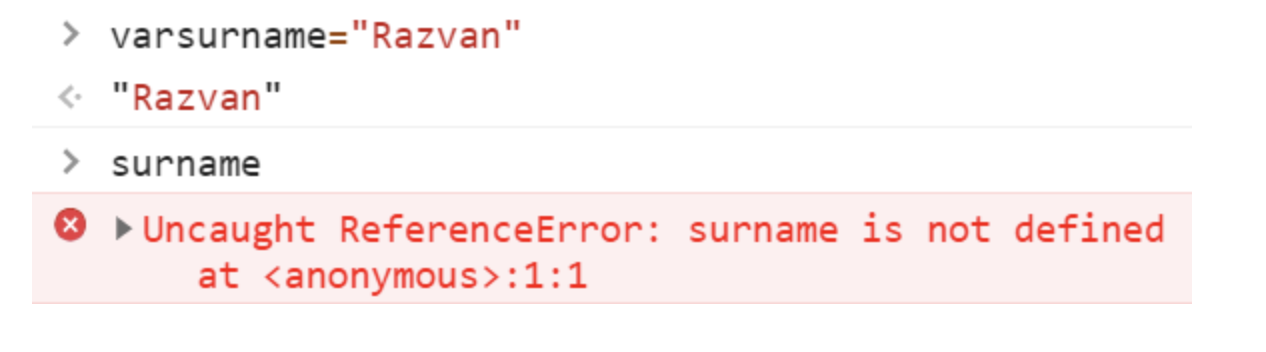 varsurname="Razvan"
"Razvan"
surname
Uncaught ReferenceError: surname is not defined
at <anonymous>:1:1